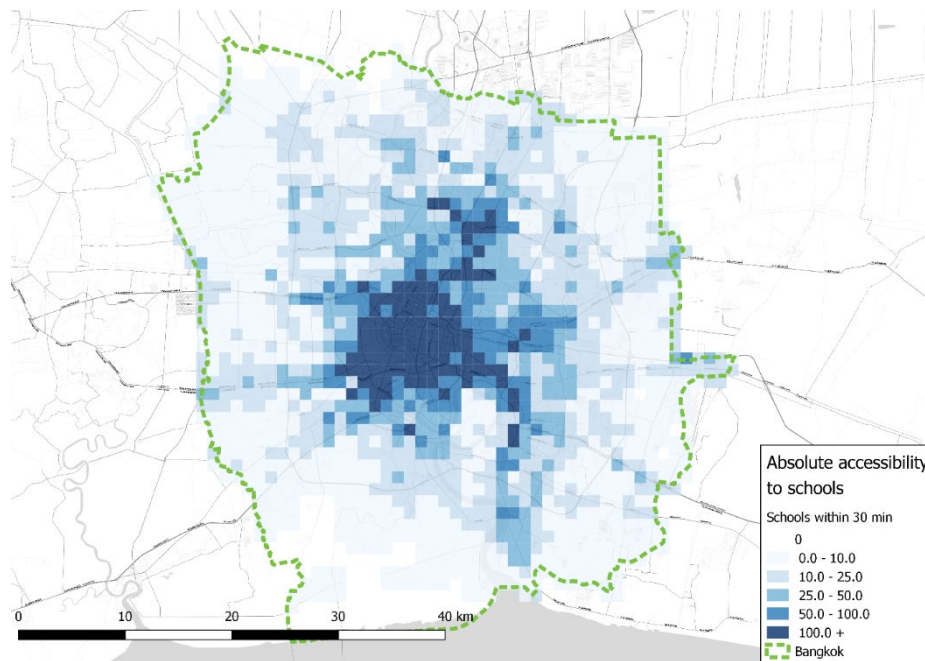 Absolute accessibility
to schools
Schools within 30 min
0
0.0 - 10.0
10.0 - 25.0
25.0 - 50.0
50.0 - 100.0
100.0 +
Bangkok
0 10 20 30 40 km